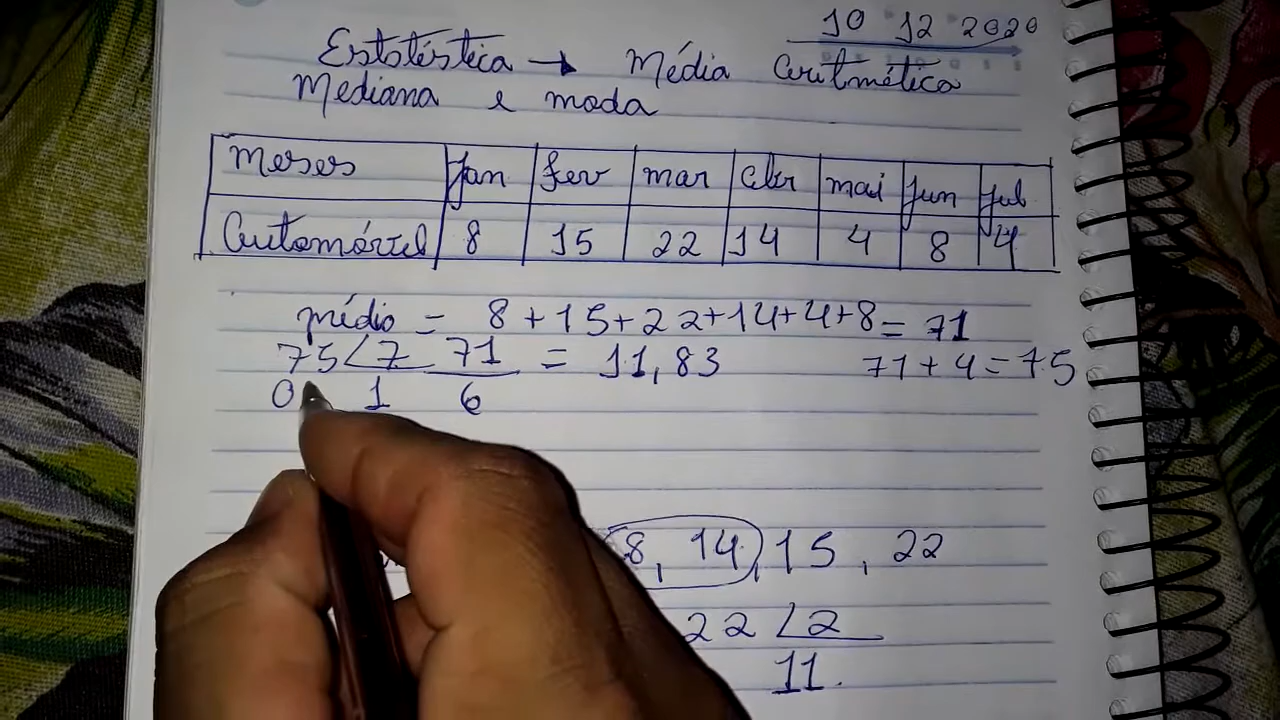 10 12 2020
Estatística → Média Aritmética
Mediana e moda
Meses Jan Fev mar Abr mai Jun Jul
Automóvel 8 15 22 14 4 8 4
médio = 8 + 15 + 22 + 14 + 4 + 8 = 71
75 7 71 = 11,83 71 + 4 = 75
0 1 6
8, 14, 15, 22
22 2
11.